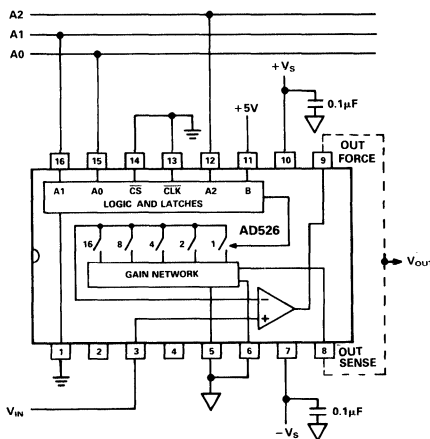 A2
A1
A0
+VS
0.1μF
+5V
OUT
FORCE
16 15 14 13 12 11 10 9
A1 A0 CS CLK A2 B
LOGIC AND LATCHES
AD526
16 8 4 2 1
GAIN NETWORK
VOUT
−
+
1 2 3 4 5 6 7 8
OUT
SENSE
VIN
0.1μF
−VS